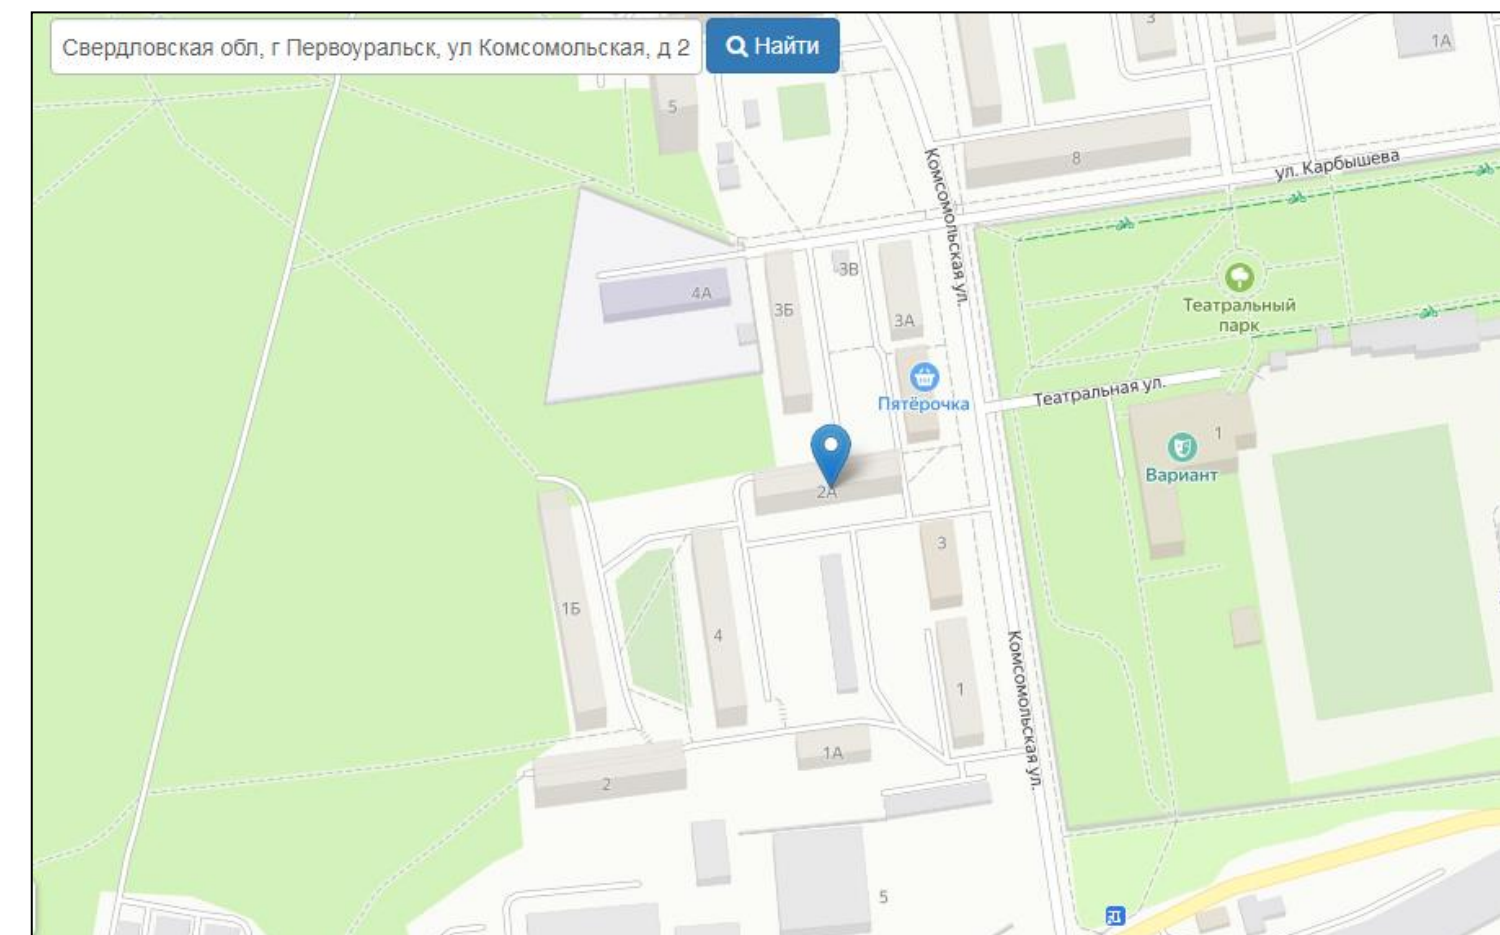 Свердловская обл, г Первоуральск, ул Комсомольская, д 2
Найти
3
1А
5
8
ул. Карбышева
Комсомольская ул.
4А
3Б
3В
3А
Театральный
парк
Пятёрочка
Театральная ул.
1
Вариант
2А
3
1Б
4
1
Комсомольская ул.
1А
2
5